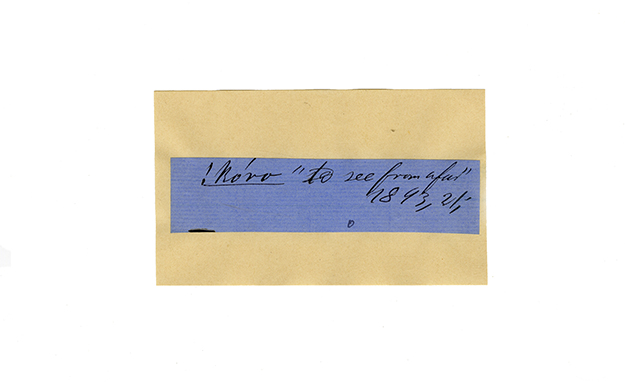 !Kóro "to see from afar"
1893, 21,